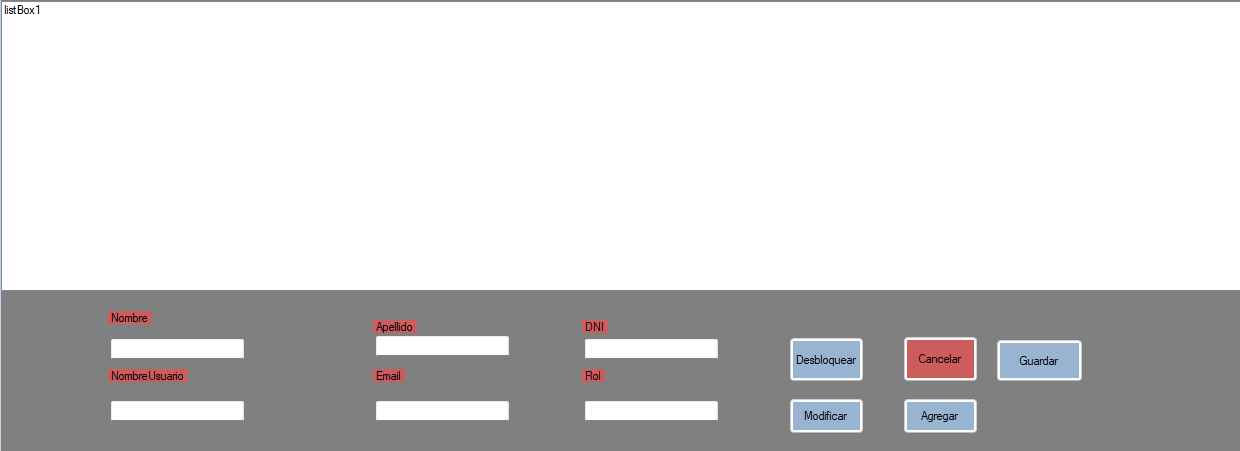 listBox1
Nombre
Apellido
DNI
Desbloquear
Cancelar
Guardar
NombreUsuario
Email
Rol
Modificar
Agregar